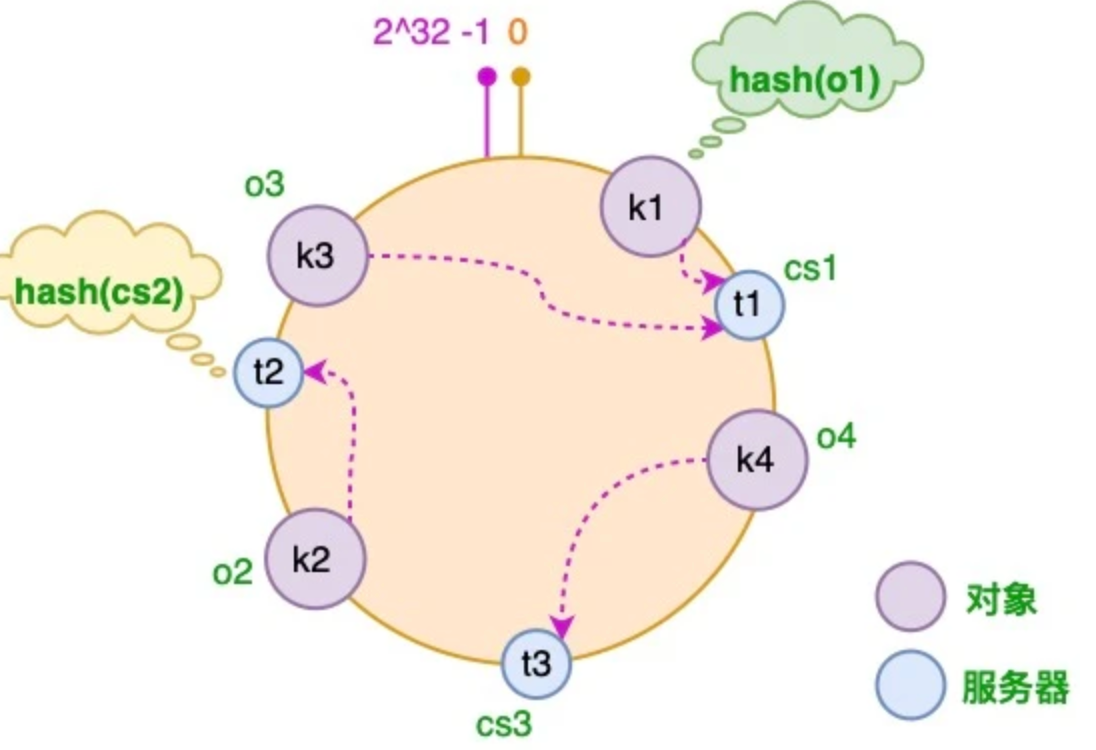 2^32 -1 0
hash(o1)
o3
k1
k3
cs1
hash(cs2)
t1
t2
o4
k4
k2
o2
对象
t3
服务器
cs3